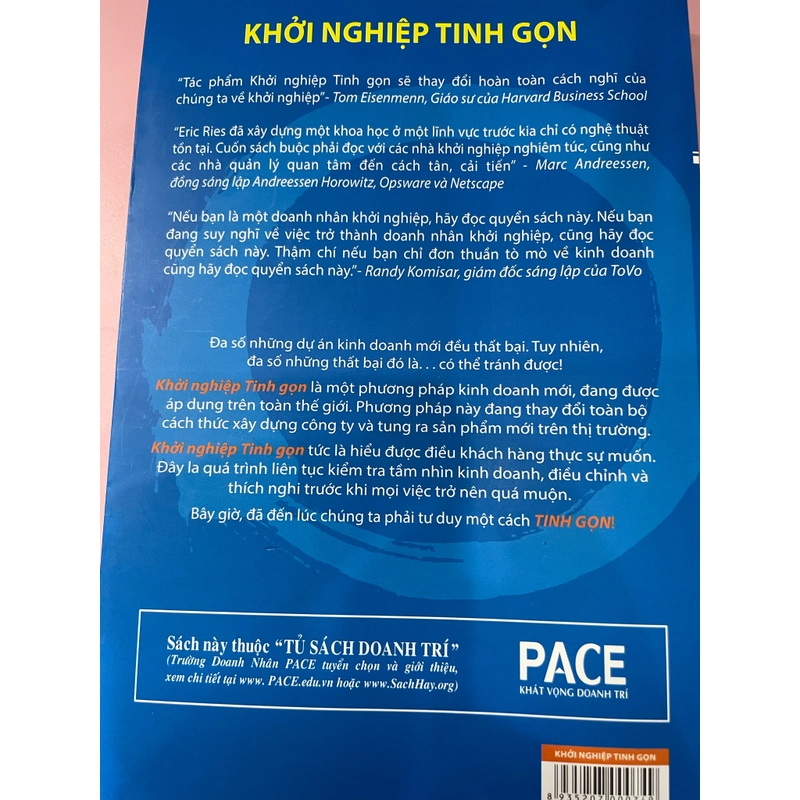 KHỞI NGHIỆP TINH GỌN
“Tác phẩm Khởi nghiệp Tinh gọn sẽ thay đổi hoàn toàn cách nghĩ của
chúng ta về khởi nghiệp”- Tom Eisenmenn, Giáo sư của Harvard Business School
“Eric Ries đã xây dựng một khoa học ở một lĩnh vực trước kia chỉ có nghệ thuật
tồn tại. Cuốn sách buộc phải đọc với các nhà khởi nghiệp nghiêm túc, cũng như
các nhà quản lý quan tâm đến cách tân, cải tiến” - Marc Andreessen,
đồng sáng lập Andreessen Horowitz, Opsware và Netscape
“Nếu bạn là một doanh nhân khởi nghiệp, hãy đọc quyển sách này. Nếu bạn
đang suy nghĩ về việc trở thành doanh nhân khởi nghiệp, cũng hãy đọc
quyển sách này. Thậm chí nếu bạn chỉ đơn thuần tò mò về kinh doanh
cũng hãy đọc quyển sách này.”- Randy Komisar, giám đốc sáng lập của ToVo
Đa số những dự án kinh doanh mới đều thất bại. Tuy nhiên,
đa số những thất bại đó là. . . có thể tránh được!
Khởi nghiệp Tinh gọn là một phương pháp kinh doanh mới, đang được
áp dụng trên toàn thế giới. Phương pháp này đang thay đổi toàn bộ
cách thức xây dựng công ty và tung ra sản phẩm mới trên thị trường.
Khởi nghiệp Tinh gọn tức là hiểu được điều khách hàng thực sự muốn.
Đây la quá trình liên tục kiểm tra tầm nhìn kinh doanh, điều chỉnh và
thích nghi trước khi mọi việc trở nên quá muộn.
Bây giờ, đã đến lúc chúng ta phải tư duy một cách TINH GỌN!
Sách này thuộc “TỦ SÁCH DOANH TRÍ”
(Trường Doanh Nhân PACE tuyển chọn và giới thiệu,
xem chi tiết tại www. PACE.edu.vn hoặc www.SachHay.org)
PACE
KHÁT VỌNG DOANH TRÍ
KHỞI NGHIỆP TINH GỌN